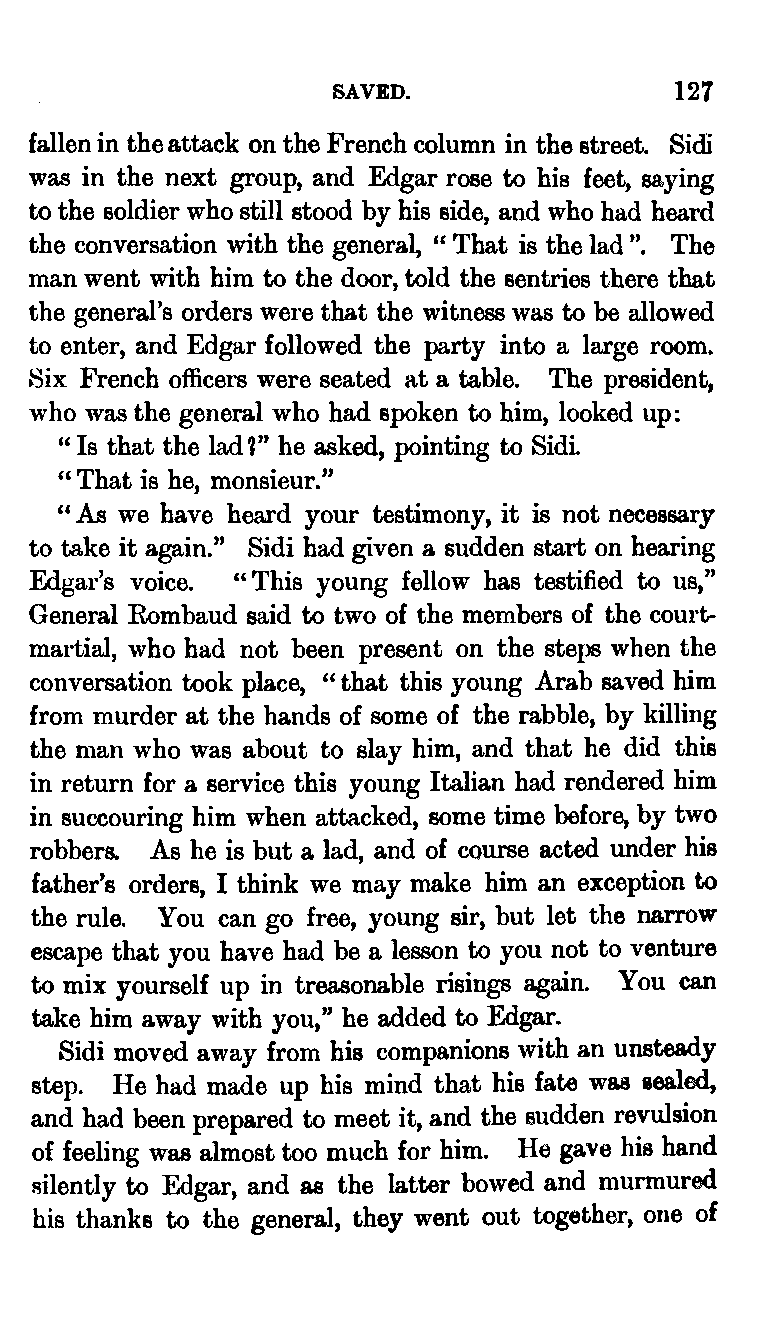 SAVED. 127
fallen in the attack on the French column in the street. Sidi
was in the next group, and Edgar rose to his feet, saying
to the soldier who still stood by his side, and who had heard
the conversation with the general, “ That is the lad ”. The
man went with him to the door, told the sentries there that
the general’s orders were that the witness was to be allowed
to enter, and Edgar followed the party into a large room.
Six French officers were seated at a table. The president,
who was the general who had spoken to him, looked up:
“ Is that the lad?” he asked, pointing to Sidi.
“ That is he, monsieur.”
“ As we have heard your testimony, it is not necessary
to take it again.” Sidi had given a sudden start on hearing
Edgar’s voice. “ This young fellow has testified to us,”
General Rombaud said to two of the members of the court-
martial, who had not been present on the steps when the
conversation took place, “ that this young Arab saved him
from murder at the hands of some of the rabble, by killing
the man who was about to slay him, and that he did this
in return for a service this young Italian had rendered him
in succouring him when attacked, some time before, by two
robbers. As he is but a lad, and of course acted under his
father’s orders, I think we may make him an exception to
the rule. You can go free, young sir, but let the narrow
escape that you have had be a lesson to you not to venture
to mix yourself up in treasonable risings again. You can
take him away with you,” he added to Edgar.
Sidi moved away from his companions with an unsteady
step. He had made up his mind that his fate was sealed,
and had been prepared to meet it, and the sudden revulsion
of feeling was almost too much for him. He gave his hand
silently to Edgar, and as the latter bowed and murmured
his thanks to the general, they went out together, one of